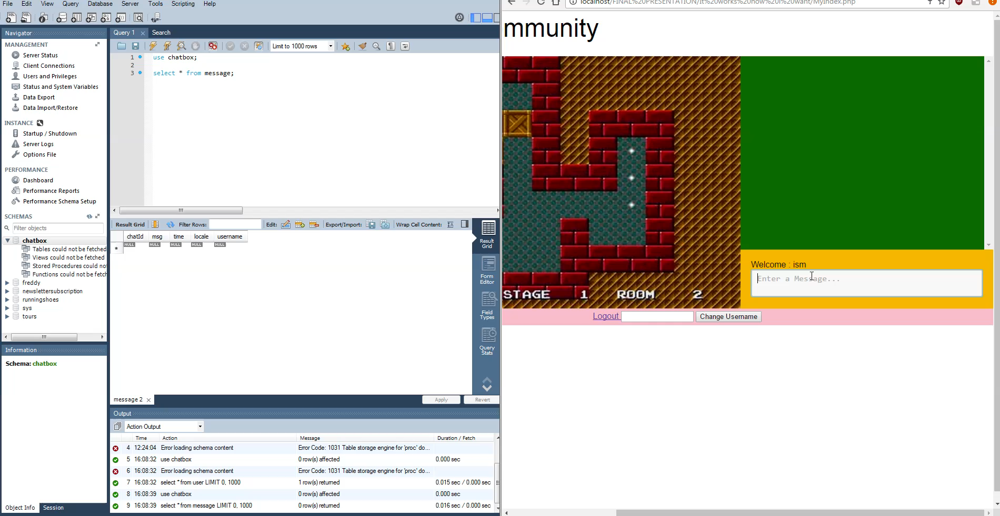 File Edit View Query Database Server Tools Scripting Help
Navigator
MANAGEMENT
Server Status
Client Connections
Users and Privileges
Status and System Variables
Data Export
Data Import/Restore
INSTANCE
Startup / Shutdown
Server Logs
Options File
PERFORMANCE
Dashboard
Performance Reports
Performance Schema Setup
SCHEMAS
Filter objects
chatbox
Tables could not be fetched
Views could not be fetched
Stored Procedures could no
Functions could not be fetch
freddy
newslettersubscription
runningshoes
sys
tours
Information
Schema: chatbox
Object Info Session
Query 1 Search
Limit to 1000 rows
1 use chatbox;
2
3 select * from message;
Result Grid Filter Rows: Edit: Export/Import: Wrap Cell Content:
chatId msg time locale username
NULL NULL NULL NULL NULL
Result Grid
Form Editor
Field Types
Query Stats
message 2 Apply Revert
Output
Action Output
Time Action Message Duration / Fetch
4 12:24:04 Error loading schema content Error Code: 1031 Table storage engine for 'proc' do...
5 16:08:32 use chatbox 0 row(s) affected 0.000 sec
6 16:08:32 Error loading schema content Error Code: 1031 Table storage engine for 'proc' do...
7 16:08:32 select * from user LIMIT 0, 1000 1 row(s) returned 0.015 sec / 0.000 sec
8 16:08:39 use chatbox 0 row(s) affected 0.000 sec
9 16:08:39 select * from message LIMIT 0, 1000 0 row(s) returned 0.016 sec / 0.000 sec
localhost/FINAL%20PRESENTATION/It%20works%20how%20I%20want/MyIndex.php
mmunity
STAGE 1 ROOM 2
Welcome : ism
Enter a Message...
Logout Change Username